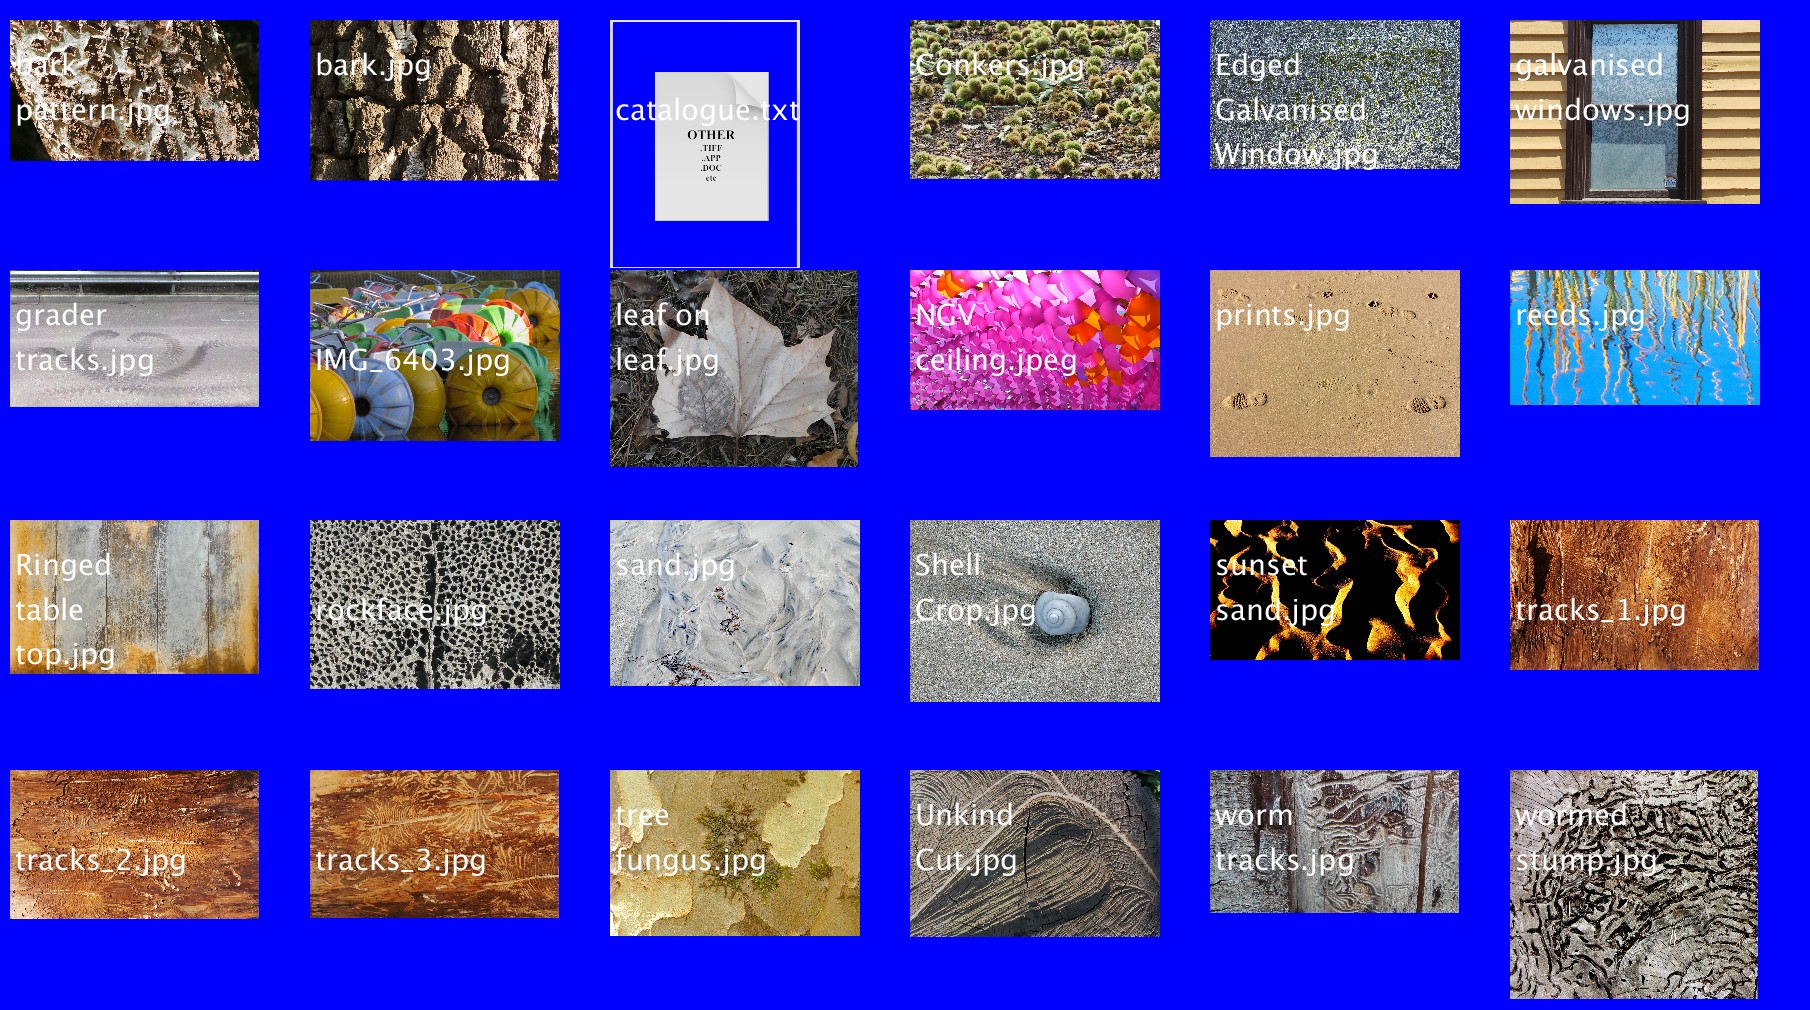 bark
pattern.jpg
bark.jpg
catalogue.txt
OTHER
.TIFF
.APP
.DOC
etc
Conkers.jpg
Edged
Galvanised
Window.jpg
galvanised
windows.jpg
grader
tracks.jpg
IMG_6403.jpg
leaf on
leaf.jpg
NGV
ceiling.jpeg
prints.jpg
reeds.jpg
Ringed
table
top.jpg
rockface.jpg
sand.jpg
Shell
Crop.jpg
sunset
sand.jpg
tracks_1.jpg
tracks_2.jpg
tracks_3.jpg
tree
fungus.jpg
Unkind
Cut.jpg
worm
tracks.jpg
wormed
stump.jpg